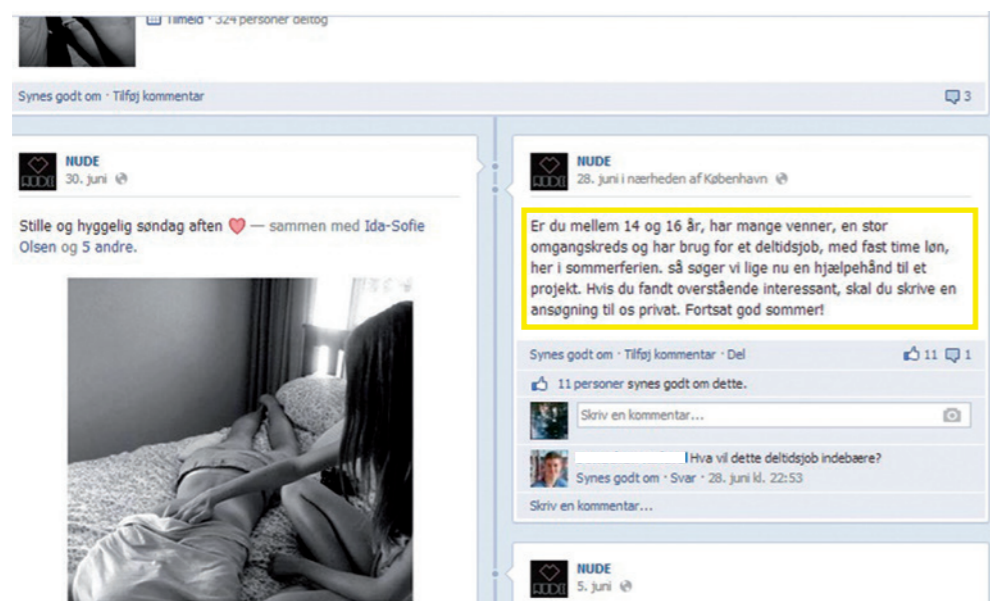 Tilmeld · 324 personer deltog
Synes godt om · Tilføj kommentar
3
NUDE
30. juni
Stille og hyggelig søndag aften — sammen med Ida-Sofie
Olsen og 5 andre.
NUDE
28. juni i nærheden af København
Er du mellem 14 og 16 år, har mange venner, en stor
omgangskreds og har brug for et deltidsjob, med fast time løn,
her i sommerferien. så søger vi lige nu en hjælpehånd til et
projekt. Hvis du fandt overstående interessant, skal du skrive en
ansøgning til os privat. Fortsat god sommer!
Synes godt om · Tilføj kommentar · Del
11 1
11 personer synes godt om dette.
Skriv en kommentar...
Hva vil dette deltidsjob indebære?
Synes godt om · Svar · 28. juni kl. 22:53
Skriv en kommentar...
NUDE
5. juni